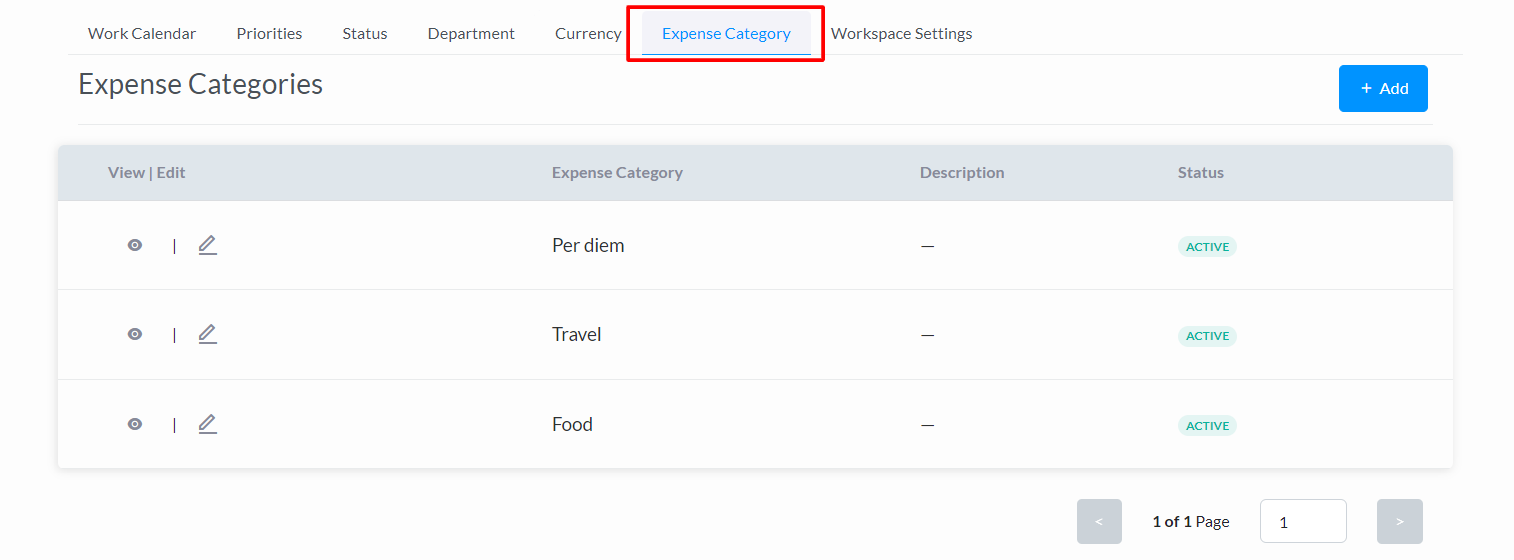 Work Calendar Priorities Status Department Currency Expense Category Workspace Settings
Expense Categories
+ Add
View | Edit Expense Category Description Status
| Per diem — ACTIVE
| Travel — ACTIVE
| Food — ACTIVE
< 1 of 1 Page 1 >